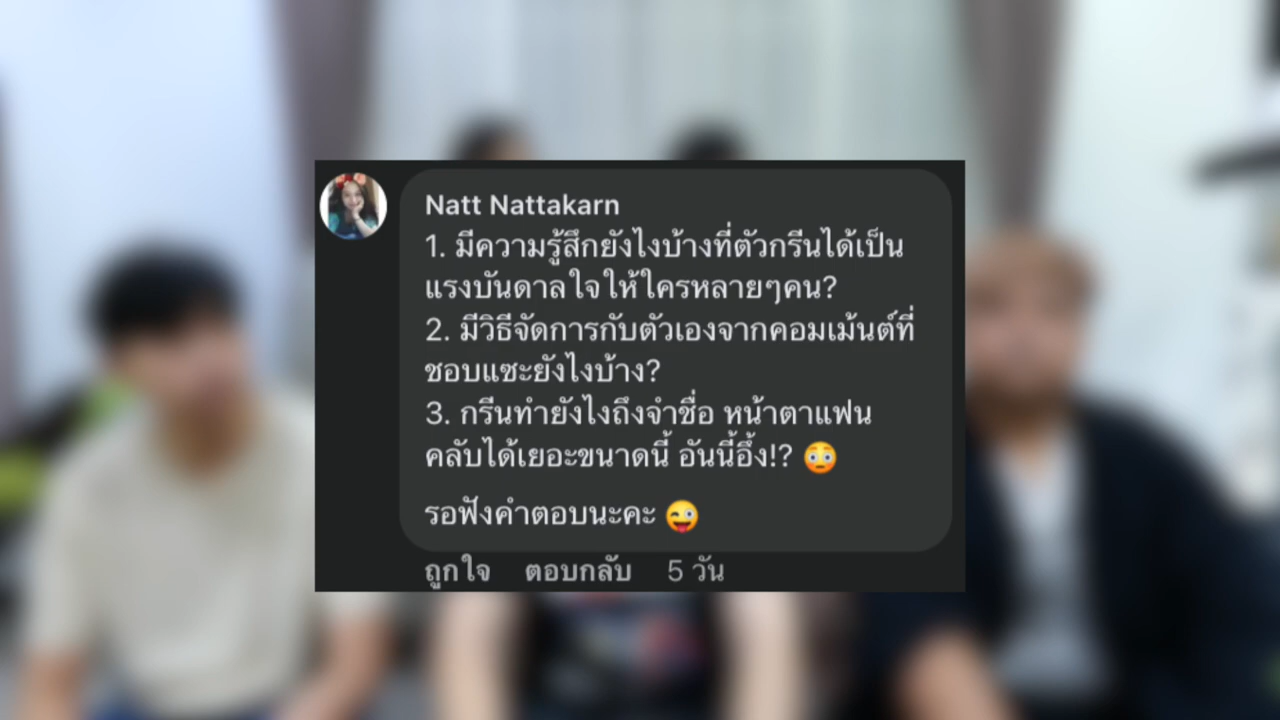 Natt Nattakarn
1. มีความรู้สึกยังไงบ้างที่ตัวกรีนได้เป็น
แรงบันดาลใจให้ใครหลายๆคน?
2. มีวิธีจัดการกับตัวเองจากคอมเม้นต์ที่
ชอบแซะยังไงบ้าง?
3. กรีนทำยังไงถึงจำชื่อ หน้าตาแฟน
คลับได้เยอะขนาดนี้ อันนี้อึ้ง!? 😳
รอฟังคำตอบนะคะ 😜
ถูกใจ ตอบกลับ 5 วัน